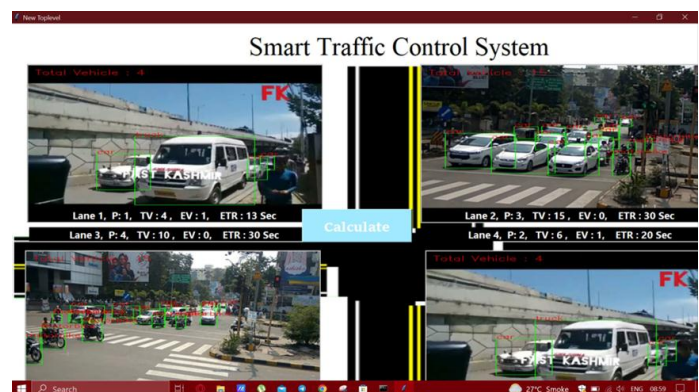 New Toplevel
Smart Traffic Control System
Total Vehicle : 4
FK
FIRST KASHMIR
Lane 1, P: 1, TV : 4, EV : 1, ETR : 13 Sec
Lane 2, P: 3, TV : 15, EV : 0, ETR : 30 Sec
Calculate
Lane 3, P: 4, TV : 10, EV : 0, ETR : 30 Sec
Lane 4, P: 2, TV : 6, EV : 1, ETR : 20 Sec
Total Vehicle : 4
FK
car
truck
FIRST KASHMIR
Search
27°C Smoke
ENG
08:59